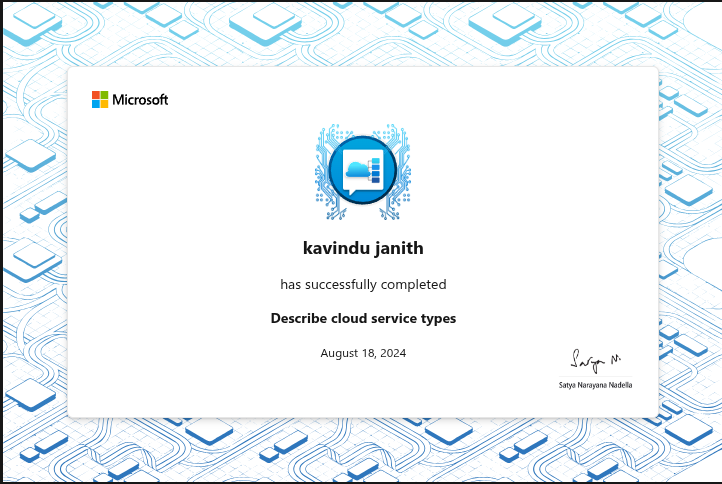 Microsoft
kavindu janith
has successfully completed
Describe cloud service types
August 18, 2024
Satya N.
Satya Narayana Nadella